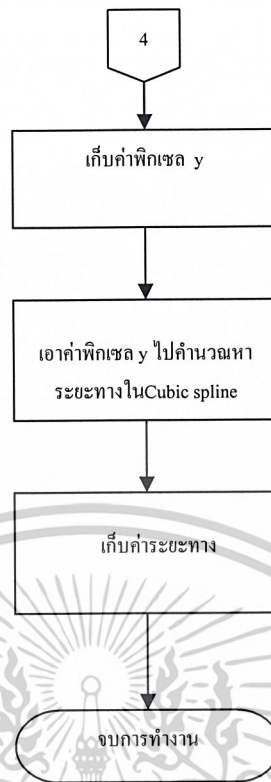 4
เก็บค่าพิกเซล y
เอาค่าพิกเซล y ไปคำนวณหา
ระยะทางในCubic spline
เก็บค่าระยะทาง
จบการทำงาน